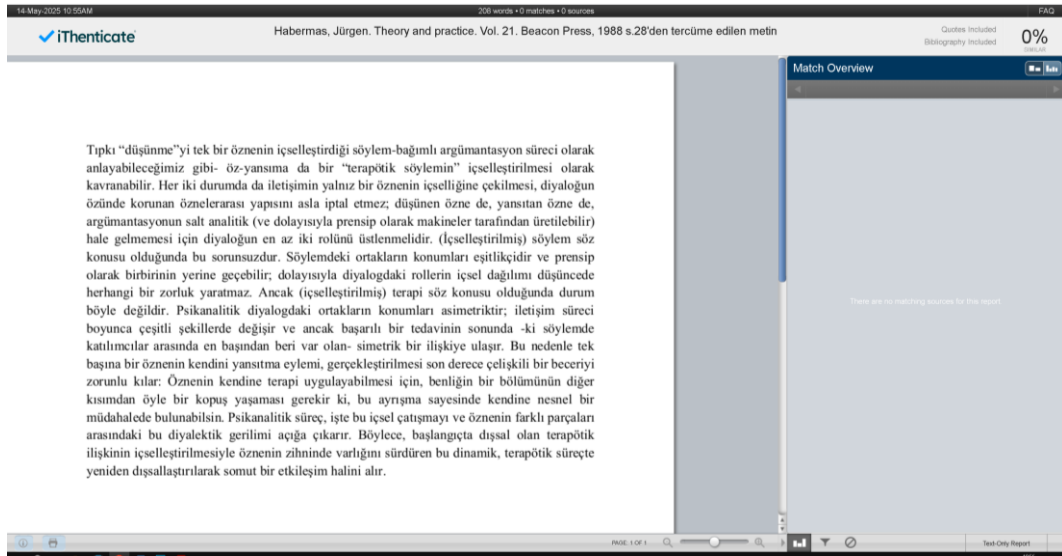 14-May-2025 10:55AM
208 words • 0 matches • 0 sources
FAQ
iThenticate
Habermas, Jürgen. Theory and practice. Vol. 21. Beacon Press, 1988 s.28'den tercüme edilen metin
Quotes Included
Bibliography Included
0%
SIMILAR
Match Overview
Tıpkı “düşünme”yi tek bir öznenin içselleştirdiği söylem-bağımlı argümantasyon süreci olarak
anlayabileceğimiz gibi- öz-yansıma da bir “terapötik söylemin” içselleştirilmesi olarak
kavranabilir. Her iki durumda da iletişimin yalnız bir öznenin içselliğine çekilmesi, diyaloğun
özünde korunan öznelerarası yapısını asla iptal etmez; düşünen özne de, yansıtan özne de,
argümantasyonun salt analitik (ve dolayısıyla prensip olarak makineler tarafından üretilebilir)
hale gelmemesi için diyaloğun en az iki rolünü üstlenmelidir. (İçselleştirilmiş) söylem söz
konusu olduğunda bu sorunsuzdur. Söylemdeki ortakların konumları eşitlikçidir ve prensip
olarak birbirinin yerine geçebilir; dolayısıyla diyalogdaki rollerin içsel dağılımı düşüncede
herhangi bir zorluk yaratmaz. Ancak (içselleştirilmiş) terapi söz konusu olduğunda durum
böyle değildir. Psikanalitik diyalogdaki ortakların konumları asimetriktir; iletişim süreci
boyunca çeşitli şekillerde değişir ve ancak başarılı bir tedavinin sonunda -ki söylemde
katılımcılar arasında en başından beri var olan- simetrik bir ilişkiye ulaşır. Bu nedenle tek
başına bir öznenin kendini yansıtma eylemi, gerçekleştirilmesi son derece çelişkili bir beceriyi
zorunlu kılar: Öznenin kendine terapi uygulayabilmesi için, benliğin bir bölümünün diğer
kısımdan öyle bir kopuş yaşaması gerekir ki, bu ayrışma sayesinde kendine nesnel bir
müdahalede bulunabilsin. Psikanalitik süreç, işte bu içsel çatışmayı ve öznenin farklı parçaları
arasındaki bu diyalektik gerilimi açığa çıkarır. Böylece, başlangıçta dışsal olan terapötik
ilişkinin içselleştirilmesiyle öznenin zihninde varlığını sürdüren bu dinamik, terapötik süreçte
yeniden dışsallaştırılarak somut bir etkileşim halini alır.
There are no matching sources for this report.
PAGE: 1 OF 1
Text-Only Report